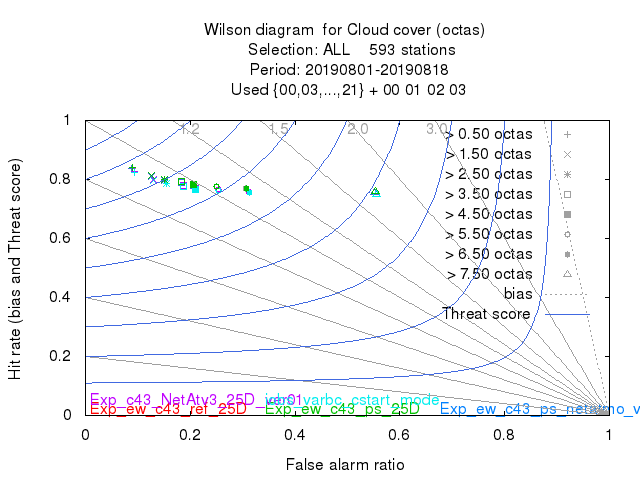 Wilson diagram for Cloud cover (octas)
Selection: ALL 593 stations
Period: 20190801-20190818
Used {00,03,...,21} + 00 01 02 03
Hit rate (bias and Threat score)
1
0.8
0.6
0.4
0.2
0
1.2 1.5 2.0 3.0
> 0.50 octas
> 1.50 octas
> 2.50 octas
> 3.50 octas
> 4.50 octas
> 5.50 octas
> 6.50 octas
> 7.50 octas
bias
Threat score
Exp_c43_NetAtv3_25D_ver01
varbc_cstart_mode
Exp_ew_c43_ref_25D Exp_ew_c43_ps_25D Exp_ew_c43_ps_netatmo_v
0 0.2 0.4 0.6 0.8 1
False alarm ratio